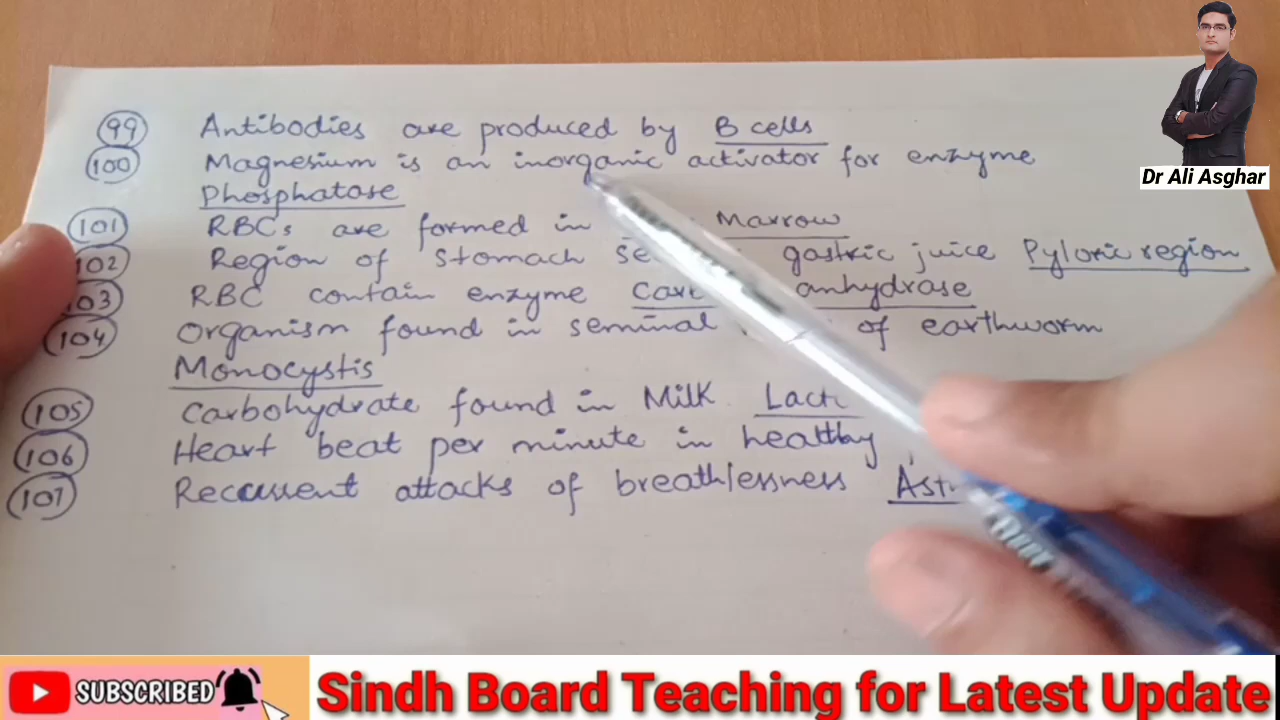 99 Antibodies are produced by B cells
100 Magnesium is an inorganic activator for enzyme
Phosphatase
101 RBCs are formed in Marrow
102 Region of stomach gastric juice Pyloric region
103 RBC contain enzyme anhydrase
104 Organism found in seminal of earthworm
Monocystis
105 Carbohydrate found in Milk
106 Heart beat per minute in healthy
107 Recurrent attacks of breathlessness
Dr Ali Asghar
SUBSCRIBED
Sindh Board Teaching for Latest Update